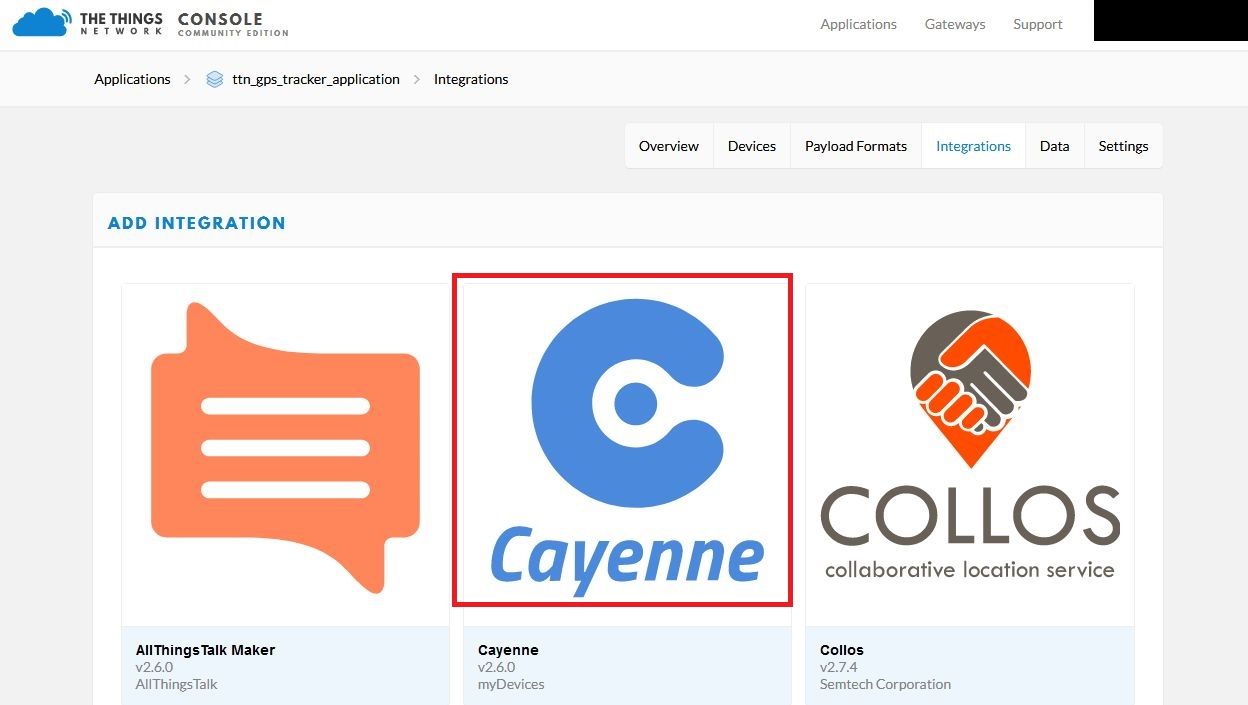 THE THINGS NETWORK
CONSOLE
COMMUNITY EDITION
Applications Gateways Support
Applications ttn_gps_tracker_application Integrations
Overview Devices Payload Formats Integrations Data Settings
ADD INTEGRATION
Cayenne
COLLOS
collaborative location service
AllThingsTalk Maker
v2.6.0
AllThingsTalk
Cayenne
v2.6.0
myDevices
Collos
v2.7.4
Semtech Corporation